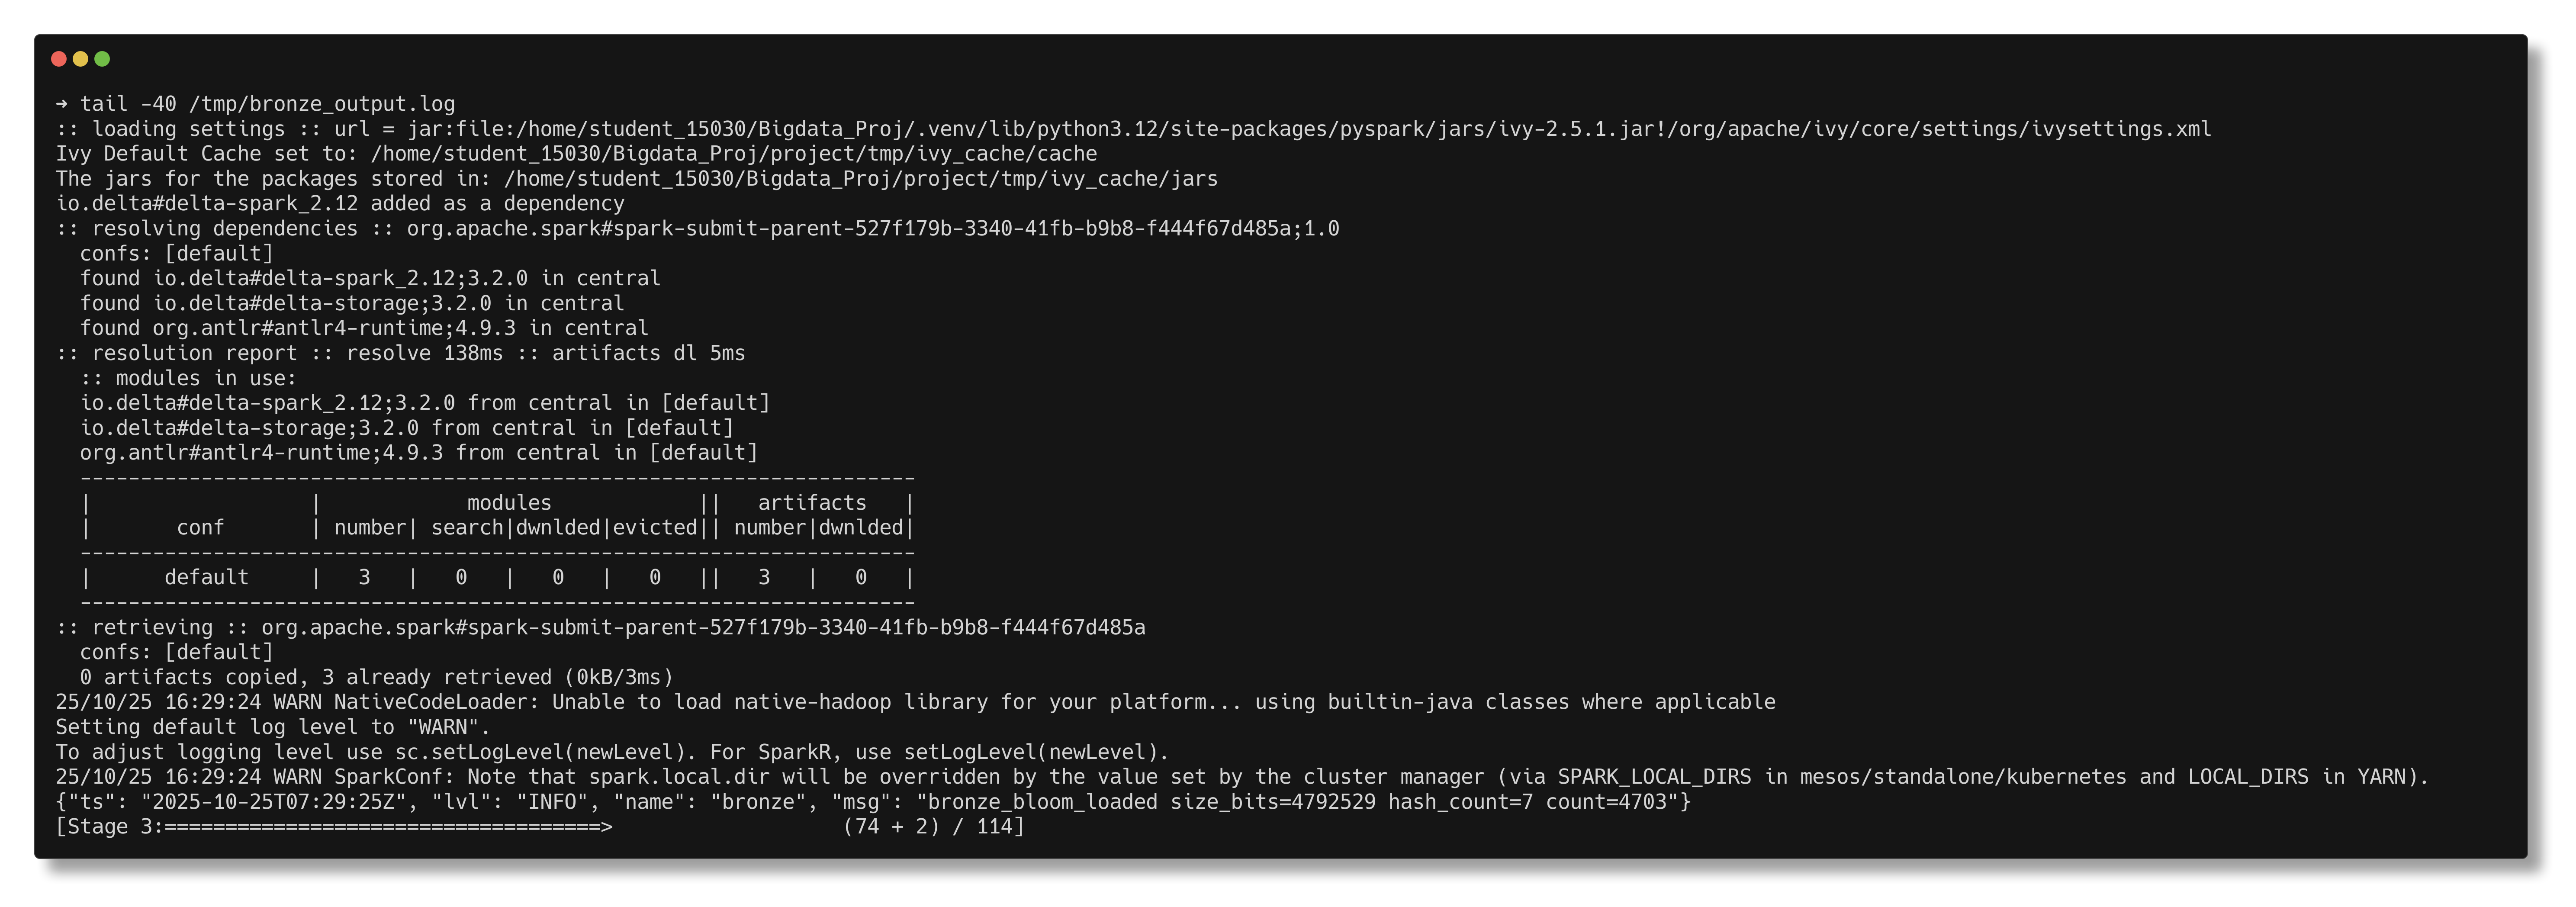 → tail -40 /tmp/bronze_output.log
:: loading settings :: url = jar:file:/home/student_15030/Bigdata_Proj/.venv/lib/python3.12/site-packages/pyspark/jars/ivy-2.5.1.jar!/org/apache/ivy/core/settings/ivysettings.xml
Ivy Default Cache set to: /home/student_15030/Bigdata_Proj/project/tmp/ivy_cache/cache
The jars for the packages stored in: /home/student_15030/Bigdata_Proj/project/tmp/ivy_cache/jars
io.delta#delta-spark_2.12 added as a dependency
:: resolving dependencies :: org.apache.spark#spark-submit-parent-527f179b-3340-41fb-b9b8-f444f67d485a;1.0
  confs: [default]
  found io.delta#delta-spark_2.12;3.2.0 in central
  found io.delta#delta-storage;3.2.0 in central
  found org.antlr#antlr4-runtime;4.9.3 in central
:: resolution report :: resolve 138ms :: artifacts dl 5ms
  :: modules in use:
  io.delta#delta-spark_2.12;3.2.0 from central in [default]
  io.delta#delta-storage;3.2.0 from central in [default]
  org.antlr#antlr4-runtime;4.9.3 from central in [default]
  ---------------------------------------------------------------------
  |                  |            modules            ||   artifacts   |
  |       conf       | number| search|dwnlded|evicted|| number|dwnlded|
  ---------------------------------------------------------------------
  |      default     |   3   |   0   |   0   |   0   ||   3   |   0   |
  ---------------------------------------------------------------------
:: retrieving :: org.apache.spark#spark-submit-parent-527f179b-3340-41fb-b9b8-f444f67d485a
  confs: [default]
  0 artifacts copied, 3 already retrieved (0kB/3ms)
25/10/25 16:29:24 WARN NativeCodeLoader: Unable to load native-hadoop library for your platform... using builtin-java classes where applicable
Setting default log level to "WARN".
To adjust logging level use sc.setLogLevel(newLevel). For SparkR, use setLogLevel(newLevel).
25/10/25 16:29:24 WARN SparkConf: Note that spark.local.dir will be overridden by the value set by the cluster manager (via SPARK_LOCAL_DIRS in mesos/standalone/kubernetes and LOCAL_DIRS in YARN).
{"ts": "2025-10-25T07:29:25Z", "lvl": "INFO", "name": "bronze", "msg": "bronze_bloom_loaded size_bits=4792529 hash_count=7 count=4703"}
[Stage 3:====================================>                   (74 + 2) / 114]